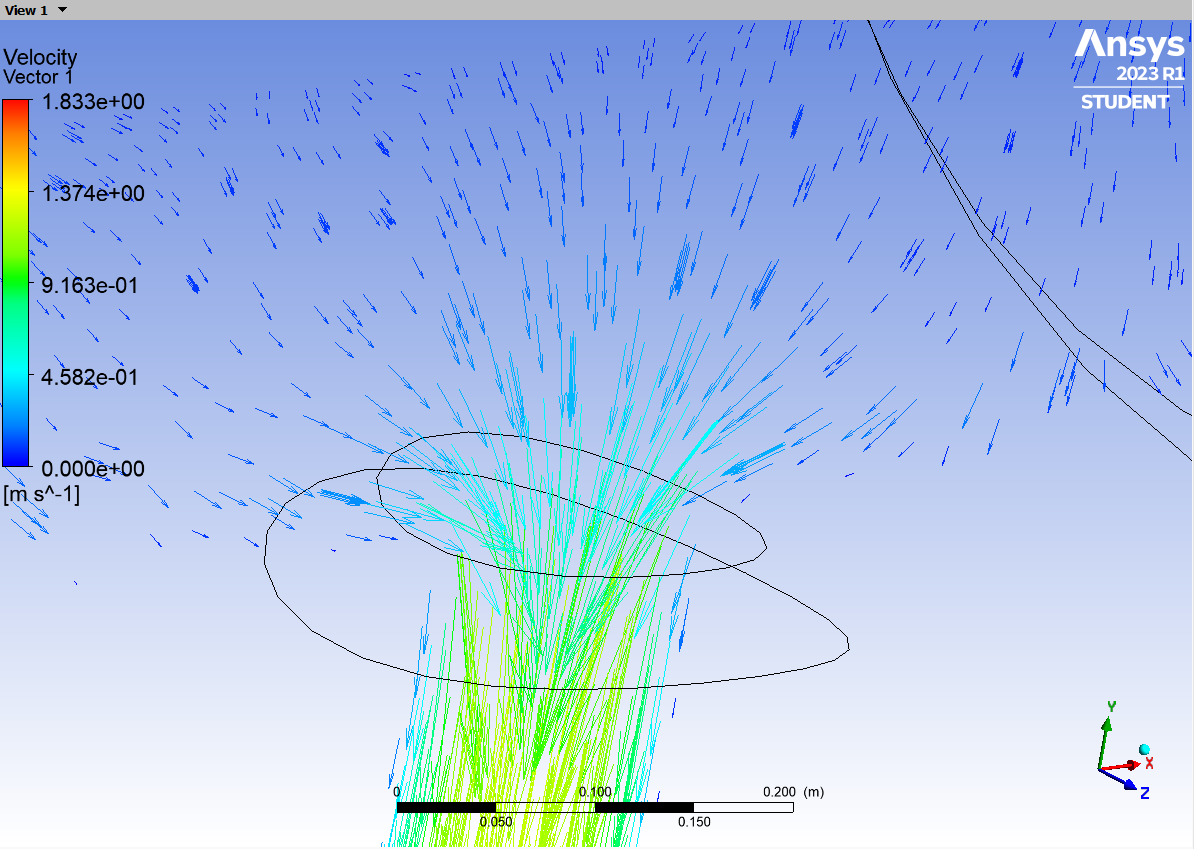 View 1
Velocity
Vector 1
1.833e+00
1.374e+00
9.163e-01
4.582e-01
0.000e+00
[m s^-1]
Ansys
2023 R1
STUDENT
Y
X
Z
0 0.100 0.200 (m)
0.050 0.150